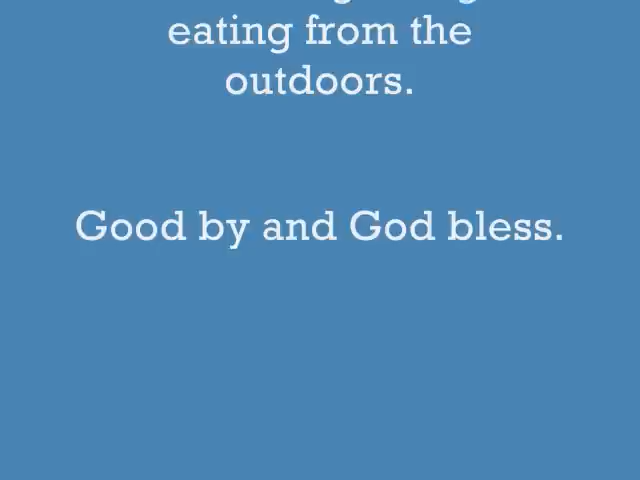 eating from the
outdoors.
Good by and God bless.